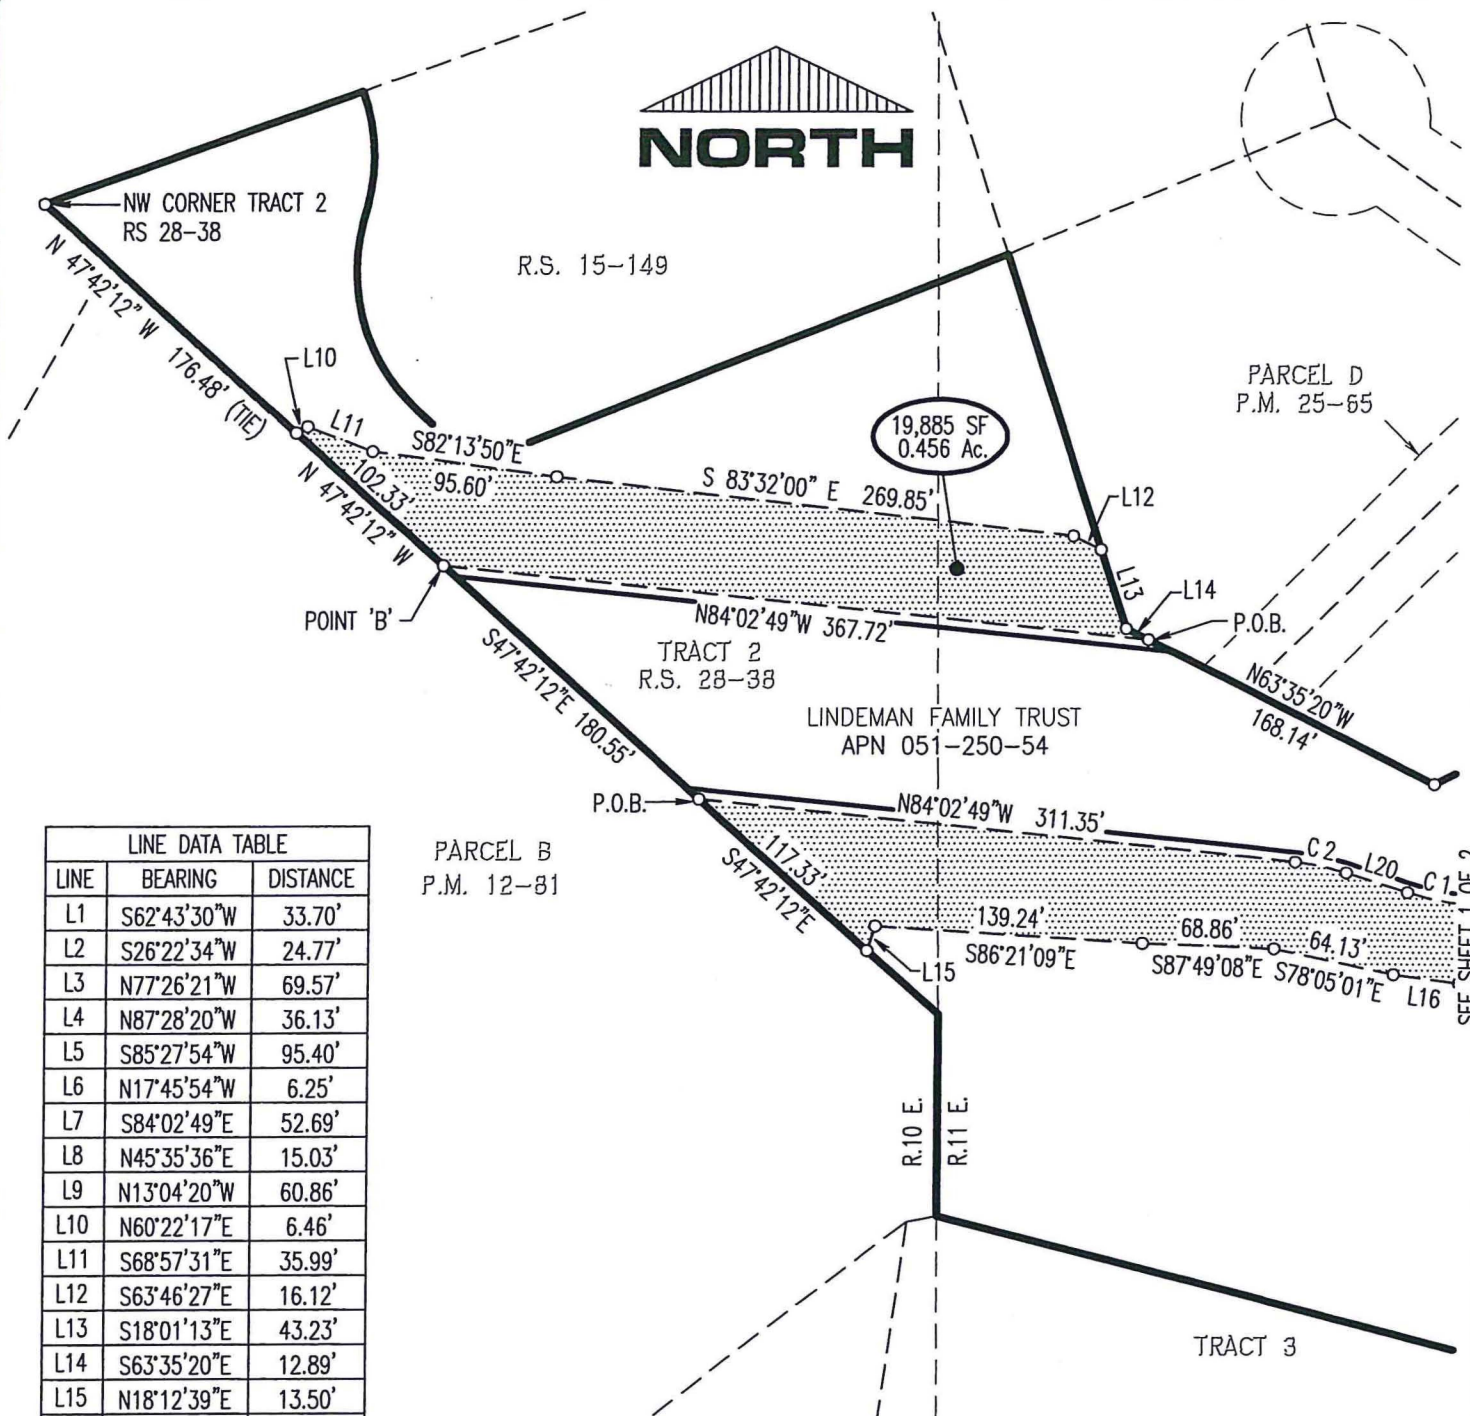 NORTH
NW CORNER TRACT 2
RS 28-38
N 47°42'12" W 176.48' (TIE)
R.S. 15-149
L10
L11
S82°13'50"E
95.60'
102.33'
N 47°42'12" W
19,885 SF
0.456 Ac.
S 83°32'00" E 269.85'
L12
L13
L14
P.O.B.
PARCEL D
P.M. 25-65
POINT 'B'
N84°02'49"W 367.72'
TRACT 2
R.S. 28-38
S47°42'12"E 180.55'
N63°35'20"W
168.14'
LINDEMAN FAMILY TRUST
APN 051-250-54
P.O.B.
N84°02'49"W 311.35'
C2
L20
C1
PARCEL B
P.M. 12-81
117.33'
S47°42'12"E
L15
139.24'
S86°21'09"E
68.86'
S87°49'08"E
64.13'
S78°05'01"E
L16
SEE SHEET 1 OF 2
R.10 E.
R.11 E.
TRACT 3
LINE DATA TABLE
LINE BEARING DISTANCE
L1 S62°43'30"W 33.70'
L2 S26°22'34"W 24.77'
L3 N77°26'21"W 69.57'
L4 N87°28'20"W 36.13'
L5 S85°27'54"W 95.40'
L6 N17°45'54"W 6.25'
L7 S84°02'49"E 52.69'
L8 N45°35'36"E 15.03'
L9 N13°04'20"W 60.86'
L10 N60°22'17"E 6.46'
L11 S68°57'31"E 35.99'
L12 S63°46'27"E 16.12'
L13 S18°01'13"E 43.23'
L14 S63°35'20"E 12.89'
L15 N18°12'39"E 13.50'